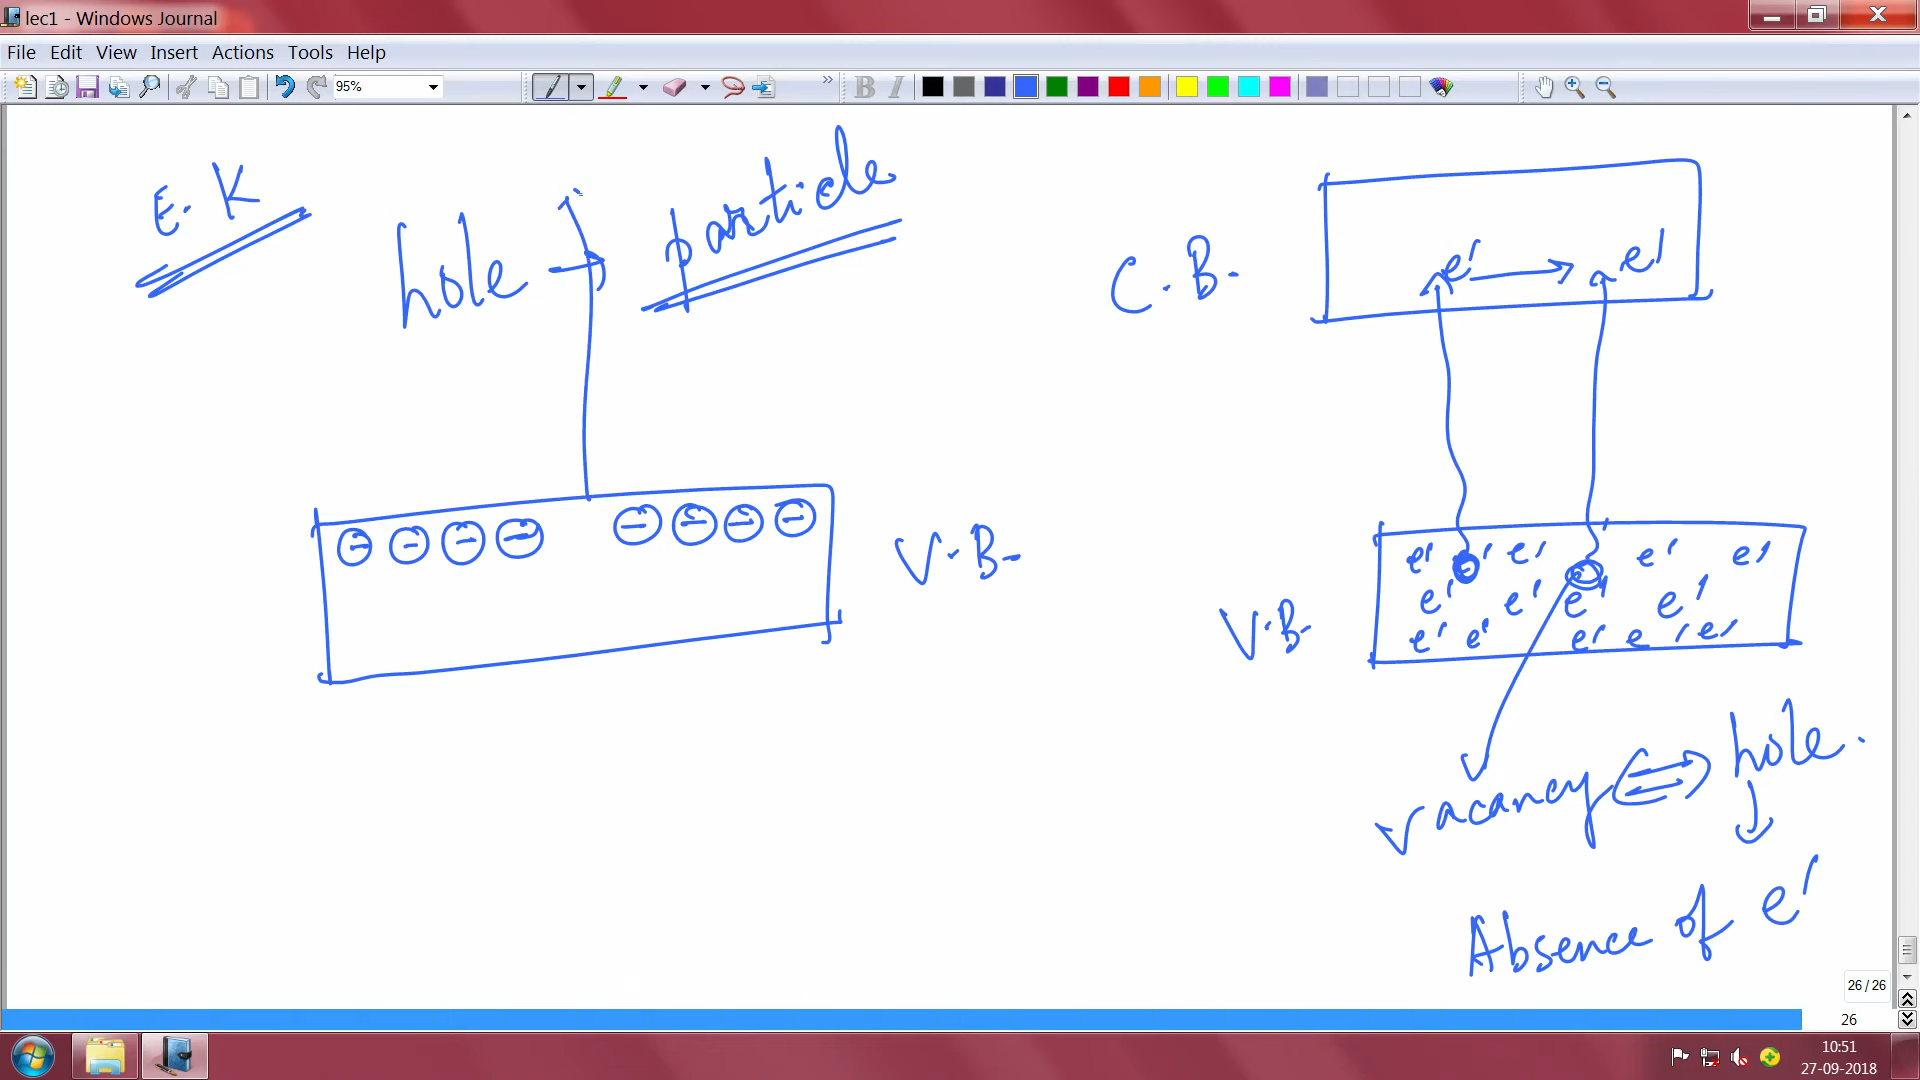 lec1 - Windows Journal
File Edit View Insert Actions Tools Help
95%
E-K
hole → particle
C.B.
e' → e'
V.B.
V.B.
e' e' e' e'
e' e' e' e'
e' e' e' e' e'
vacancy ⇔ hole.
Absence of e'
26 / 26
26
10:51
27-09-2018